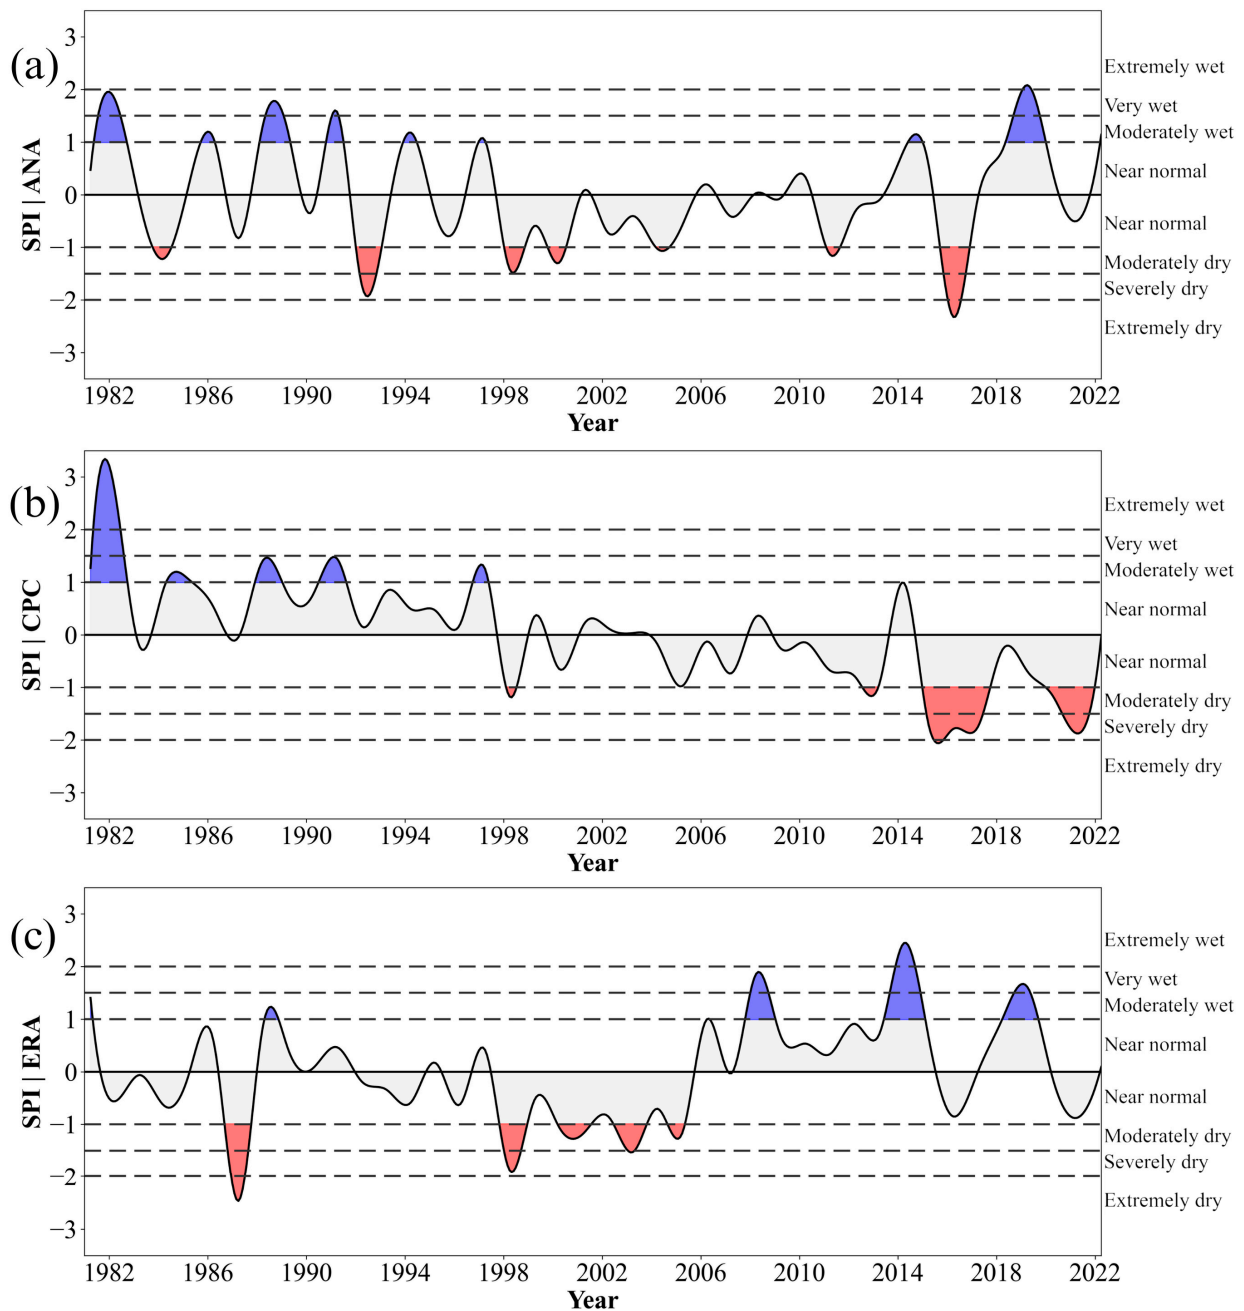 (a)
SPI | ANA
3
2
1
0
−1
−2
−3
Extremely wet
Very wet
Moderately wet
Near normal
Near normal
Moderately dry
Severely dry
Extremely dry
1982 1986 1990 1994 1998 2002 2006 2010 2014 2018 2022
Year
(b)
SPI | CPC
3
2
1
0
−1
−2
−3
Extremely wet
Very wet
Moderately wet
Near normal
Near normal
Moderately dry
Severely dry
Extremely dry
1982 1986 1990 1994 1998 2002 2006 2010 2014 2018 2022
Year
(c)
SPI | ERA
3
2
1
0
−1
−2
−3
Extremely wet
Very wet
Moderately wet
Near normal
Near normal
Moderately dry
Severely dry
Extremely dry
1982 1986 1990 1994 1998 2002 2006 2010 2014 2018 2022
Year